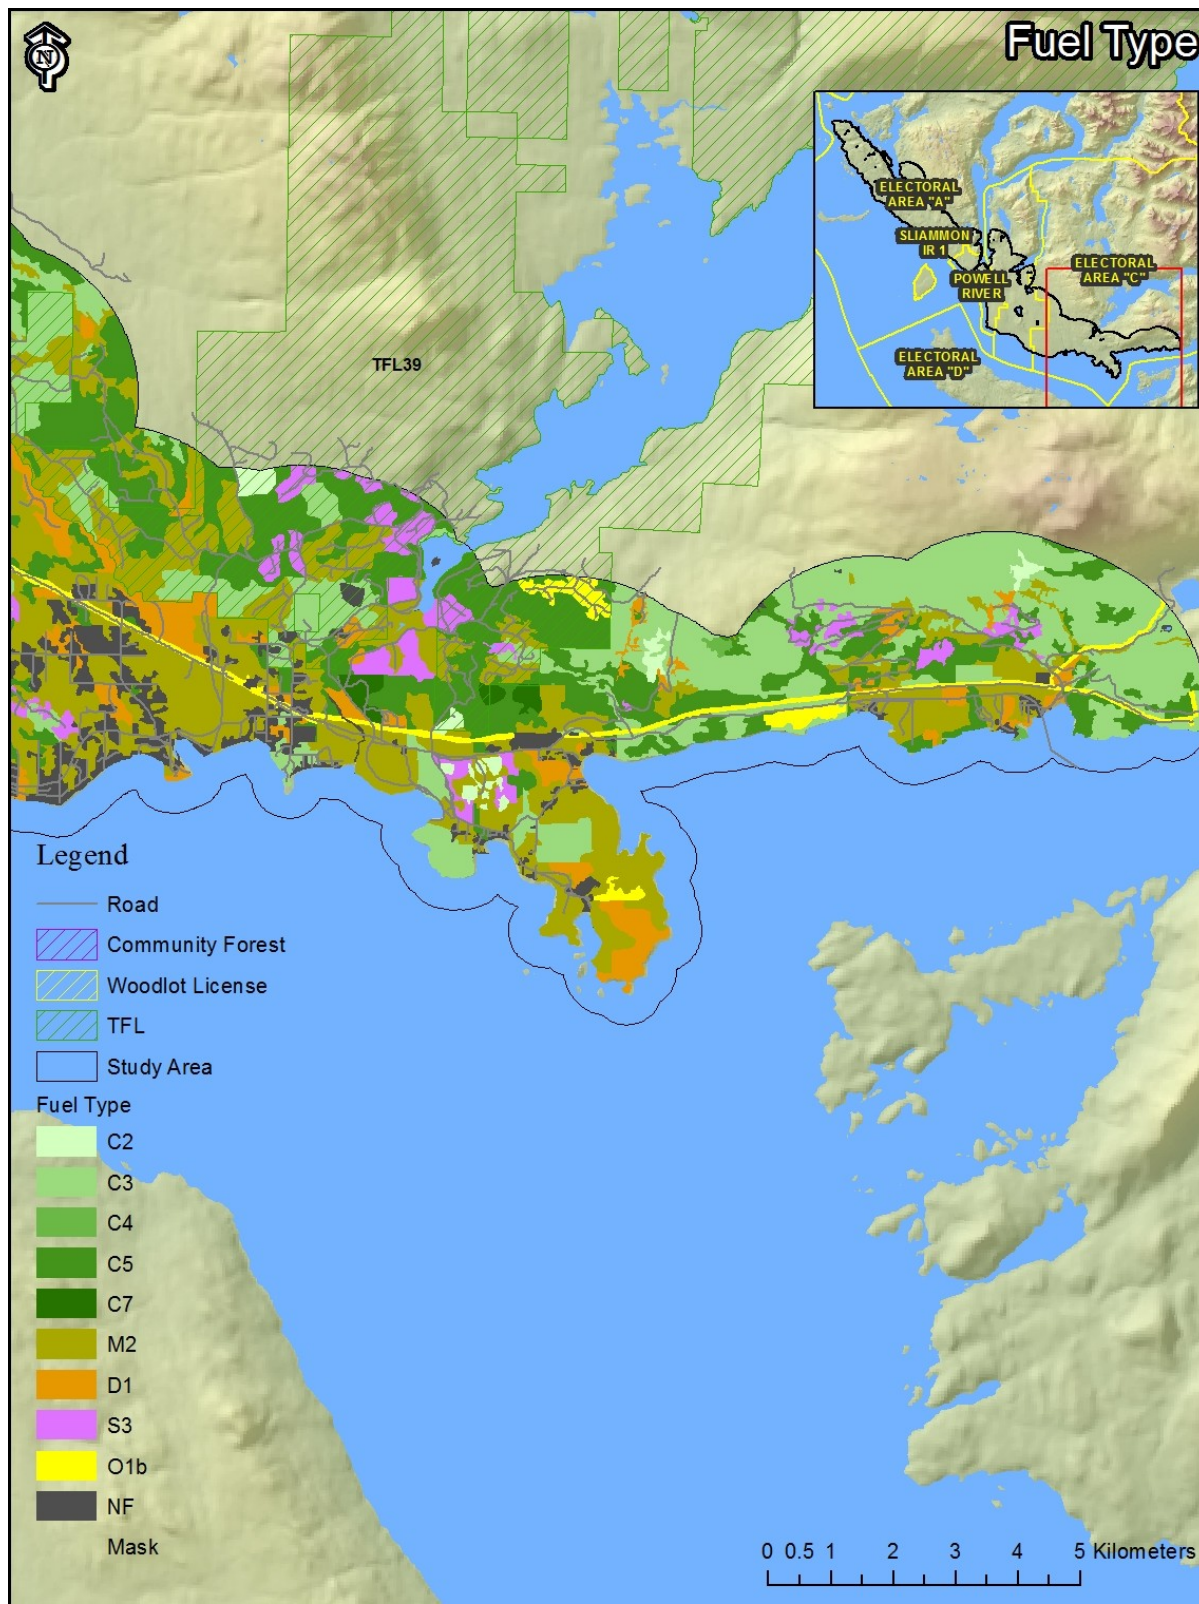 N
Fuel Type
ELECTORAL
AREA "A"
SLIAMMON
IR 1
POWELL
RIVER
ELECTORAL
AREA "C"
ELECTORAL
AREA "D"
TFL39
Legend
Road
Community Forest
Woodlot License
TFL
Study Area
Fuel Type
C2
C3
C4
C5
C7
M2
D1
S3
O1b
NF
Mask
0 0.5 1 2 3 4 5 Kilometers